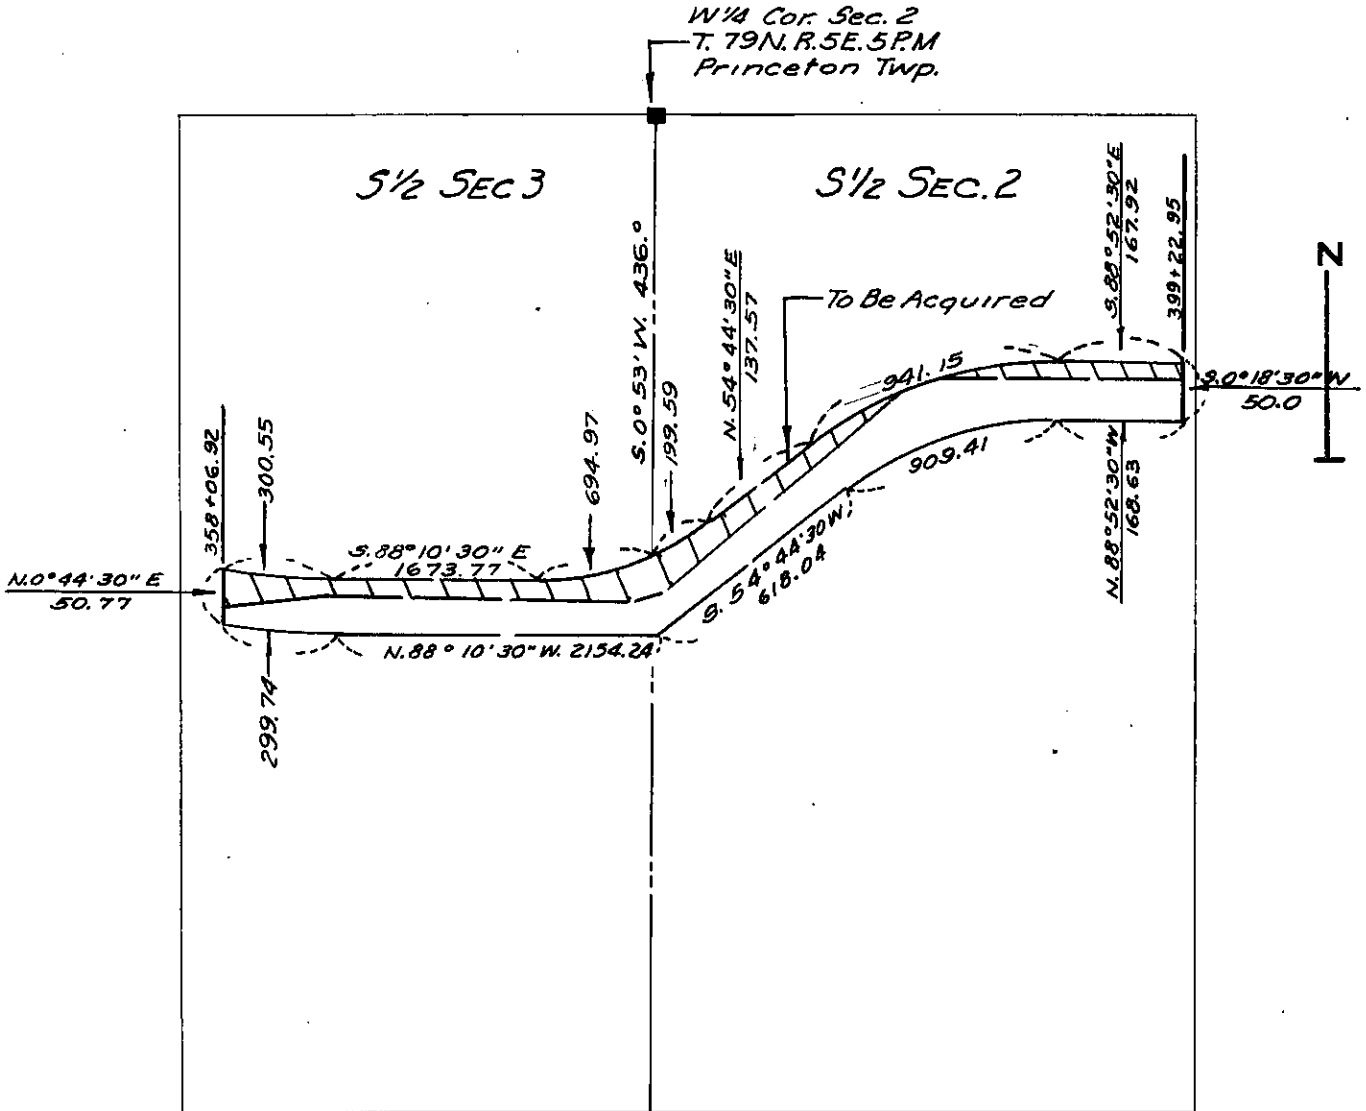 W 1/4 Cor. Sec. 2
T. 79N. R.5E. 5P.M
Princeton Twp.
S 1/2 SEC 3
S 1/2 SEC. 2
N
S. 0° 53' W. 436.°
S. 88° 52' 30" E
167.92
399+22.95
N. 54° 44' 30" E
137.57
To Be Acquired
941.15
S. 0° 18' 30" W
50.0
358+06.92
300.55
694.97
199.59
909.41
N. 88° 52' 30" W
168.63
S. 88° 10' 30" E
1673.77
N. 0° 44' 30" E
50.77
S. 54° 44' 30 W.
618.04
N. 88° 10' 30" W. 2154.24
299.74